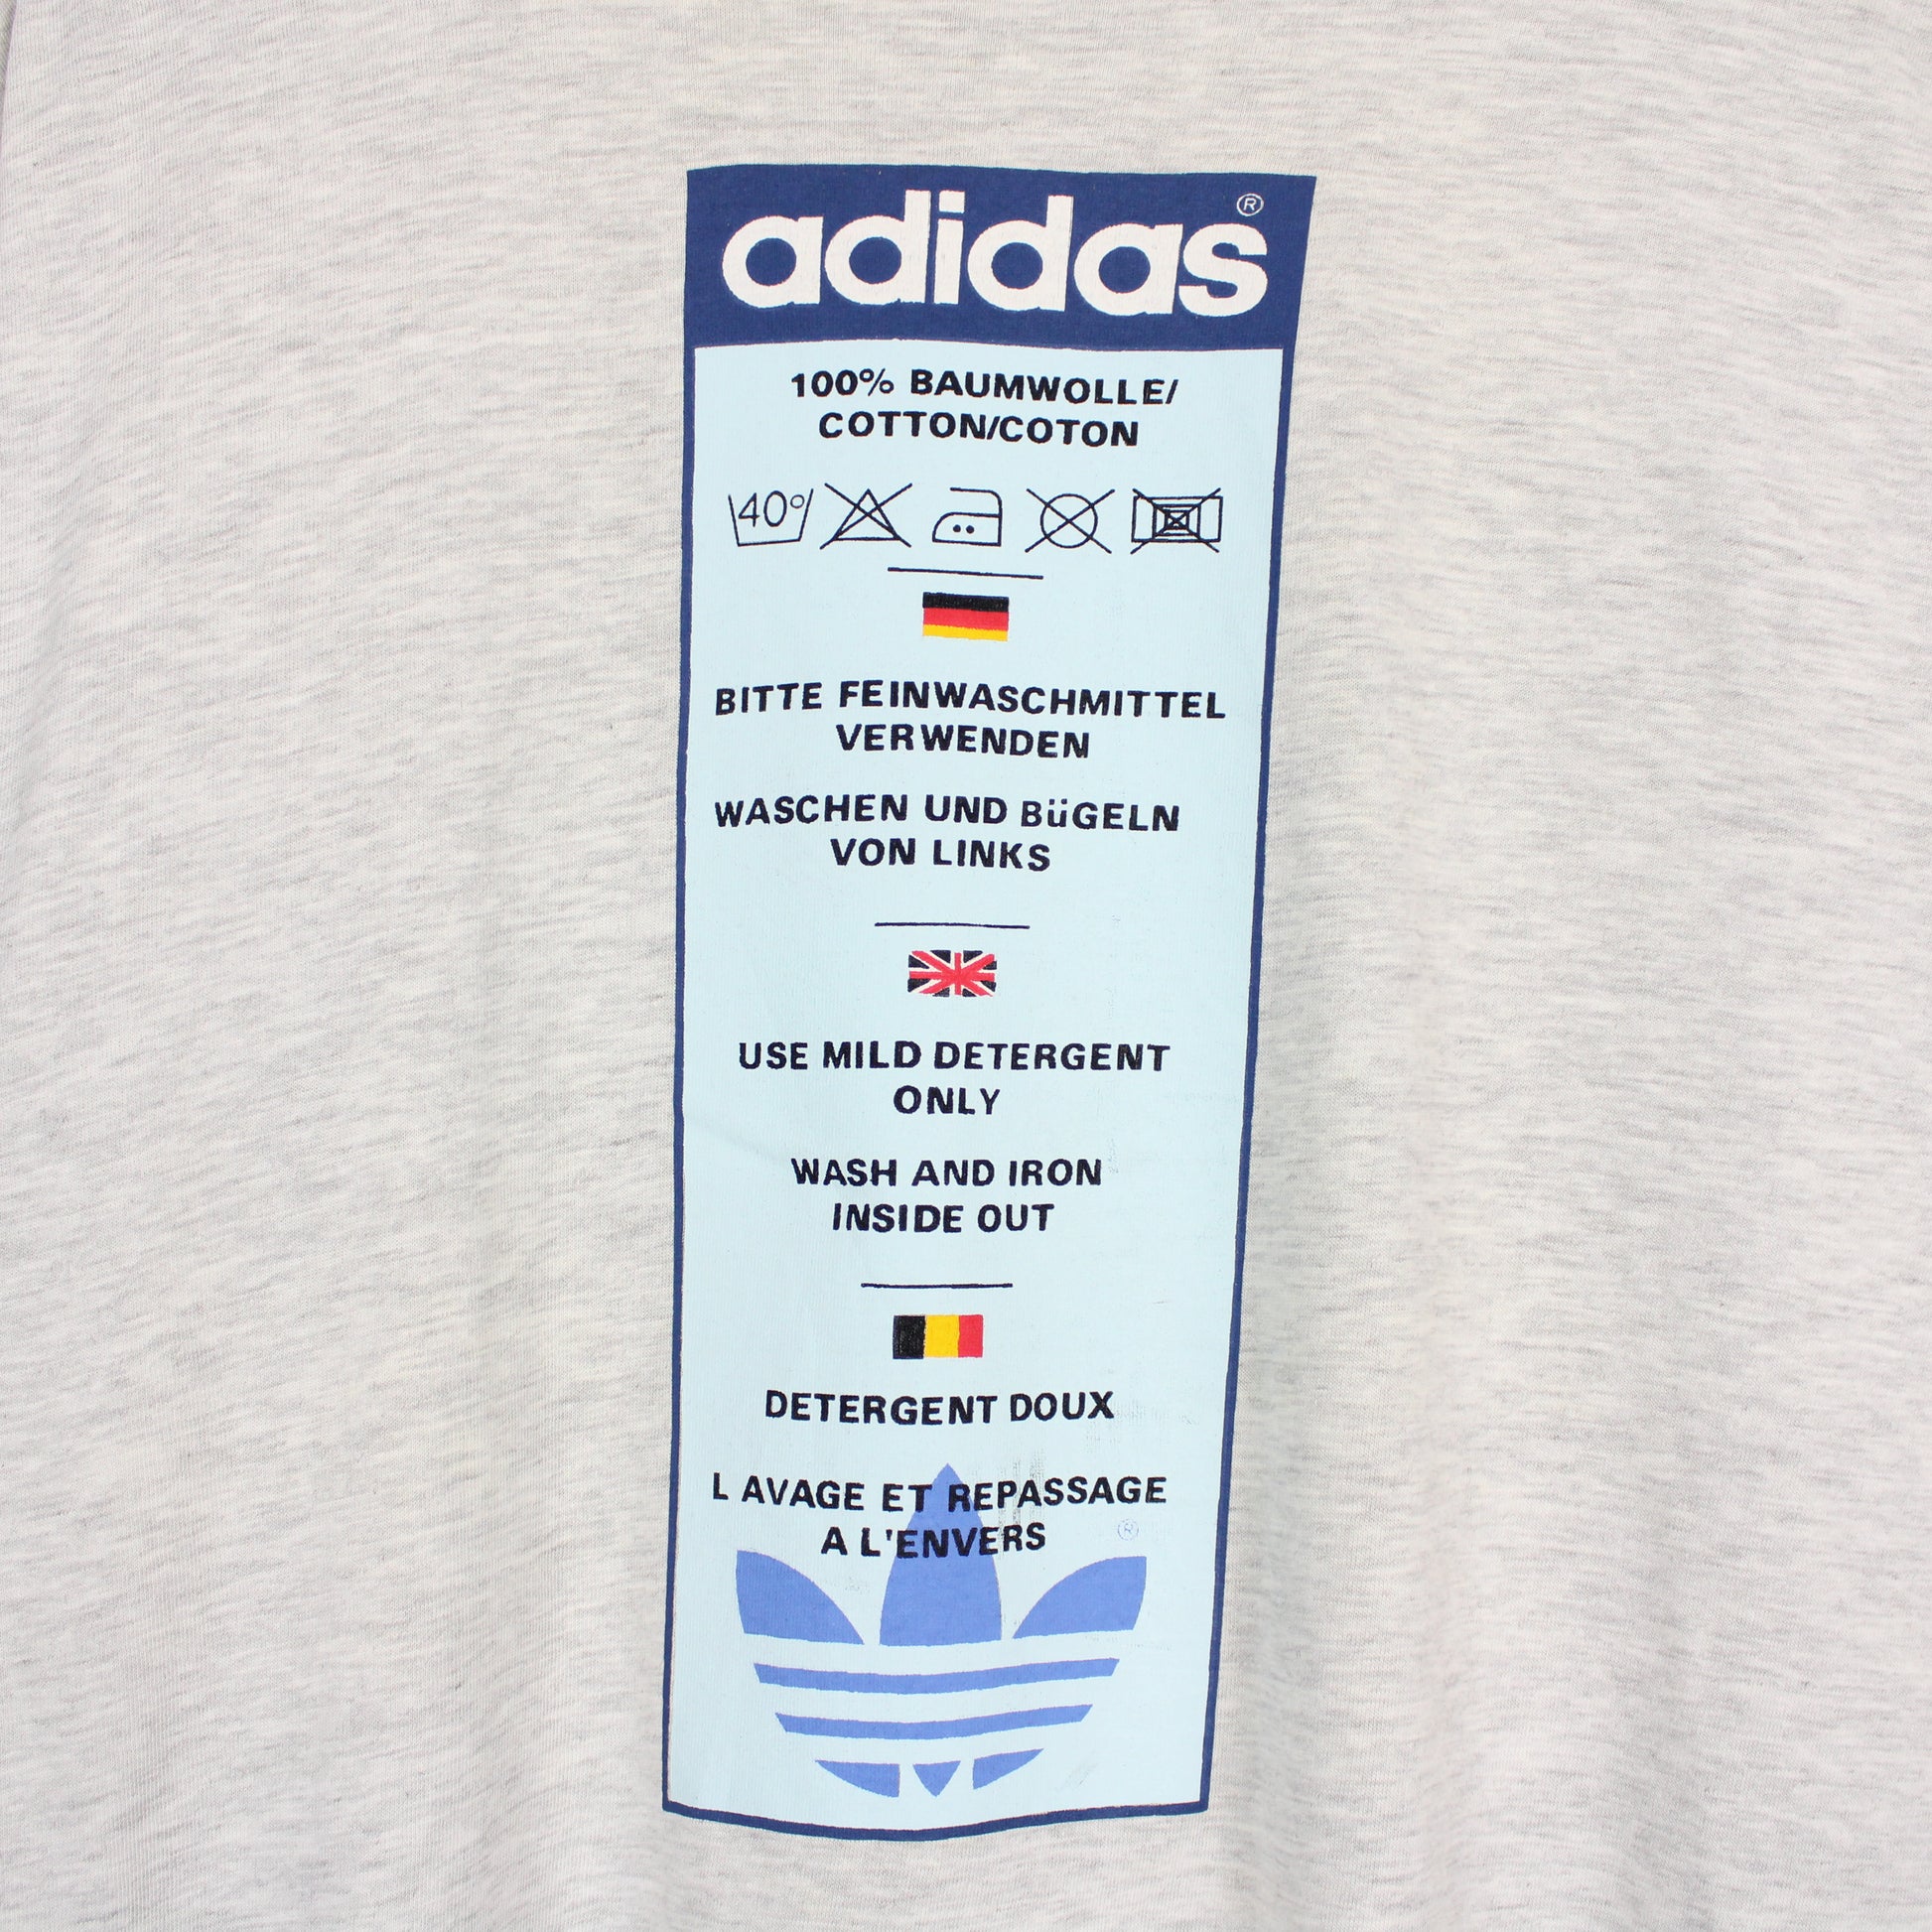 adidas®
100% BAUMWOLLE/
COTTON/COTON
40°
BITTE FEINWASCHMITTEL
VERWENDEN
WASCHEN UND BüGELN
VON LINKS
USE MILD DETERGENT
ONLY
WASH AND IRON
INSIDE OUT
DETERGENT DOUX
LAVAGE ET REPASSAGE
A L'ENVERS
®